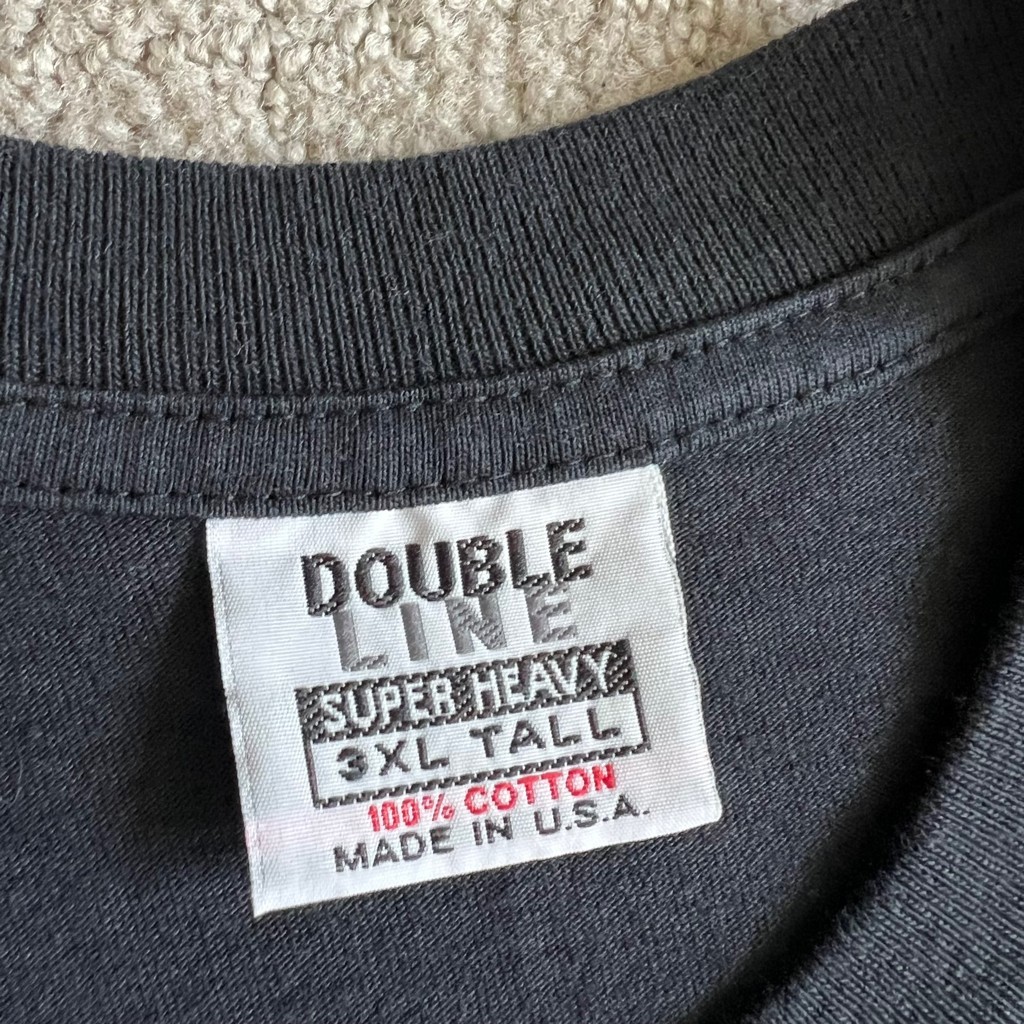 DOUBLE
LINE
SUPER HEAVY
3XL TALL
100% COTTON
MADE IN U.S.A.